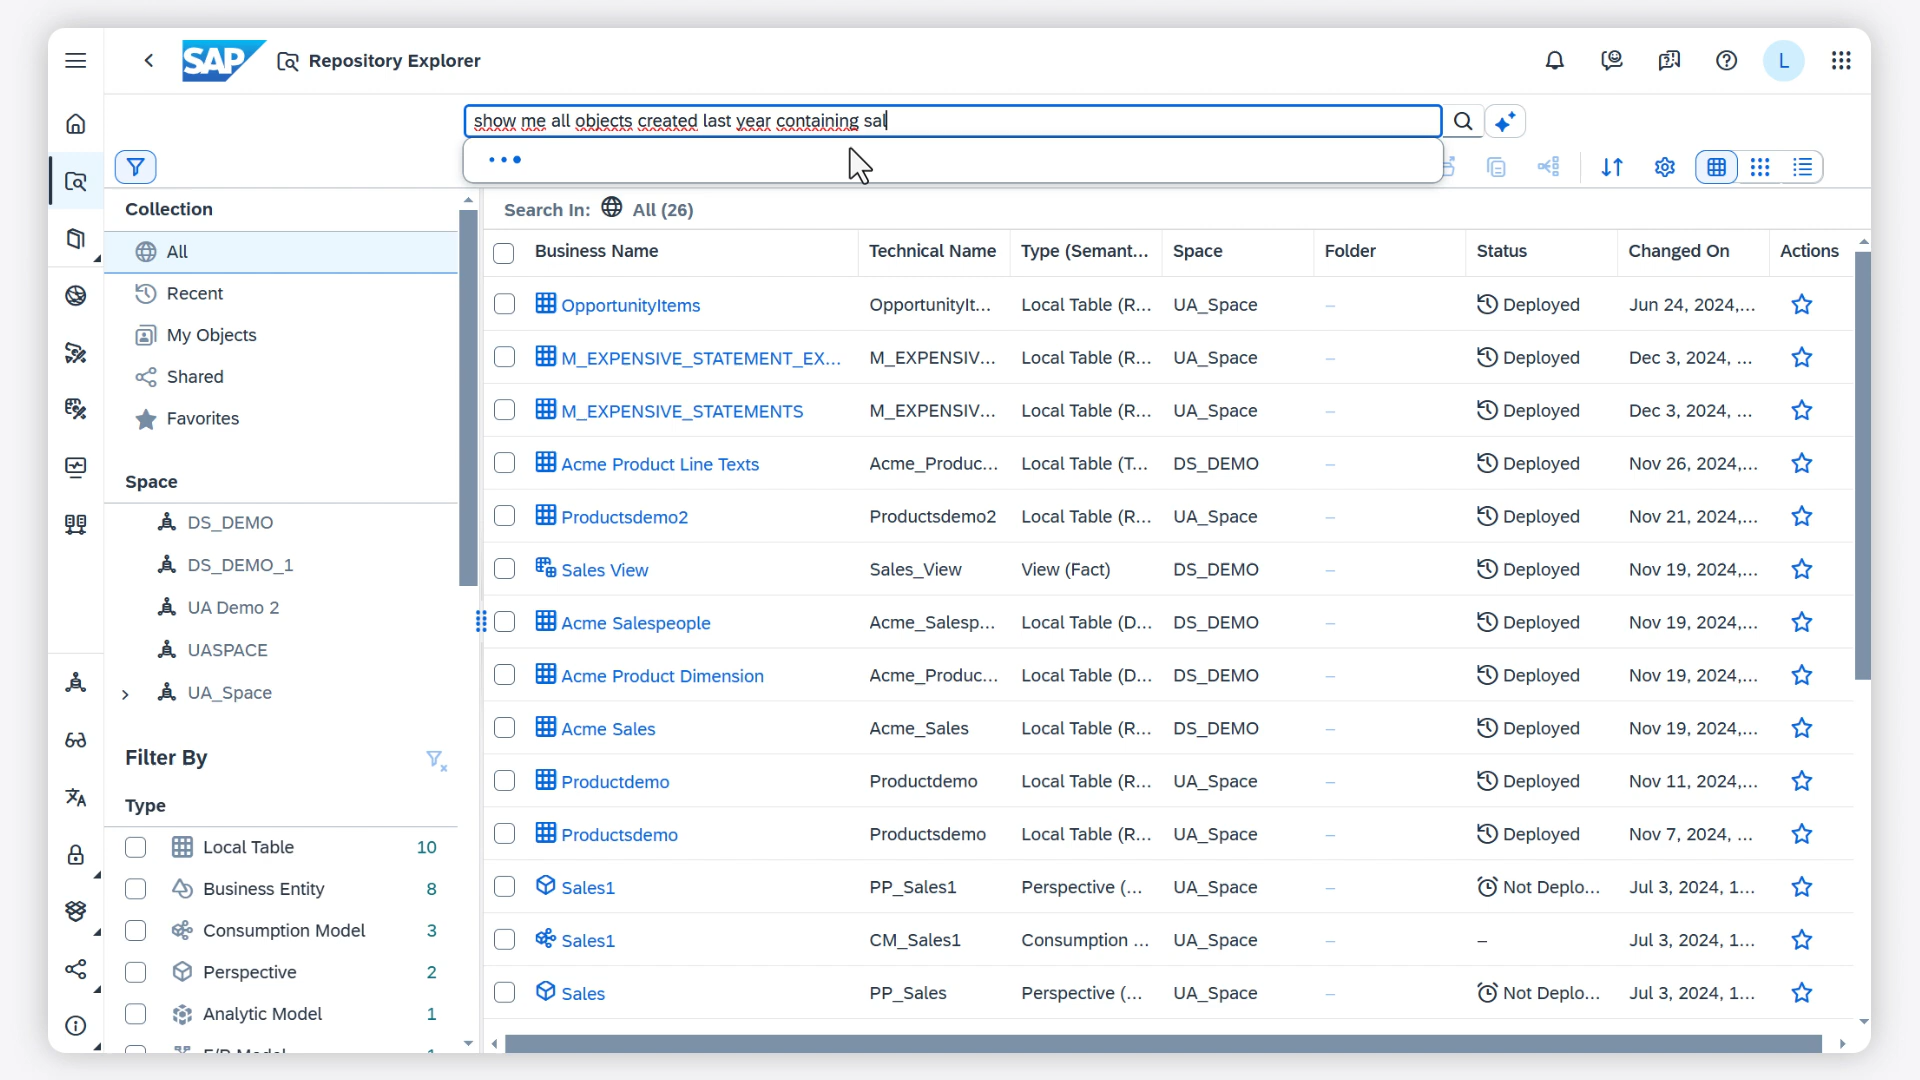 SAP Repository Explorer
L
show me all objects created last year containing sal
Collection
All
Recent
My Objects
Shared
Favorites
Space
DS_DEMO
DS_DEMO_1
UA Demo 2
UASPACE
UA_Space
Filter By
Type
Local Table 10
Business Entity 8
Consumption Model 3
Perspective 2
Analytic Model 1
Search In: All (26)
Business Name Technical Name Type (Semant... Space Folder Status Changed On Actions
OpportunityItems OpportunityIt... Local Table (R... UA_Space – Deployed Jun 24, 2024,...
M_EXPENSIVE_STATEMENT_EX... M_EXPENSIV... Local Table (R... UA_Space – Deployed Dec 3, 2024, ...
M_EXPENSIVE_STATEMENTS M_EXPENSIV... Local Table (R... UA_Space – Deployed Dec 3, 2024, ...
Acme Product Line Texts Acme_Produc... Local Table (T... DS_DEMO – Deployed Nov 26, 2024,...
Productsdemo2 Productsdemo2 Local Table (R... UA_Space – Deployed Nov 21, 2024,...
Sales View Sales_View View (Fact) DS_DEMO – Deployed Nov 19, 2024,...
Acme Salespeople Acme_Salesp... Local Table (D... DS_DEMO – Deployed Nov 19, 2024,...
Acme Product Dimension Acme_Produc... Local Table (D... DS_DEMO – Deployed Nov 19, 2024,...
Acme Sales Acme_Sales Local Table (R... DS_DEMO – Deployed Nov 19, 2024,...
Productdemo Productdemo Local Table (R... UA_Space – Deployed Nov 11, 2024,...
Productsdemo Productsdemo Local Table (R... UA_Space – Deployed Nov 7, 2024, ...
Sales1 PP_Sales1 Perspective (... UA_Space – Not Deplo... Jul 3, 2024, 1...
Sales1 CM_Sales1 Consumption ... UA_Space – – Jul 3, 2024, 1...
Sales PP_Sales Perspective (... UA_Space – Not Deplo... Jul 3, 2024, 1...